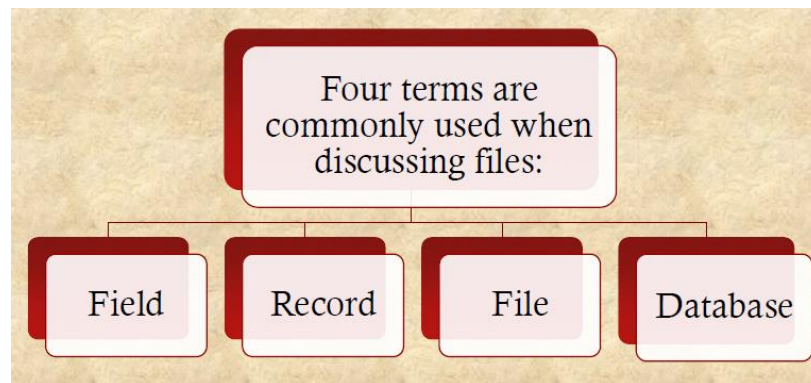 Four terms are
commonly used when
discussing files:
Field
Record
File
Database